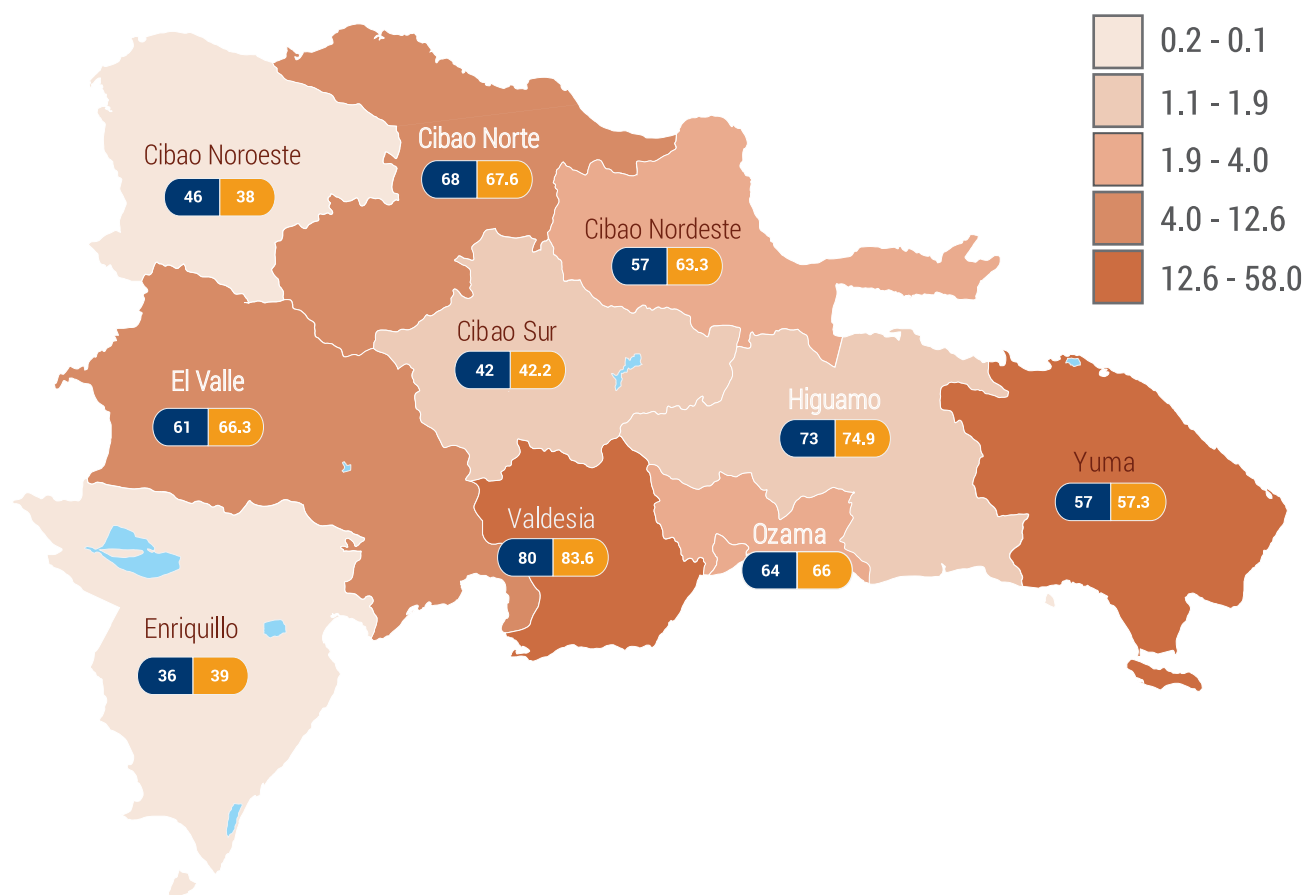 0.2 - 0.1
1.1 - 1.9
1.9 - 4.0
4.0 - 12.6
12.6 - 58.0
Cibao Norte
68 67.6
Cibao Noroeste
46 38
Cibao Nordeste
57 63.3
Cibao Sur
42 42.2
El Valle
61 66.3
Higuamo
73 74.9
Yuma
57 57.3
Valdesia
80 83.6
Ozama
64 66
Enriquillo
36 39